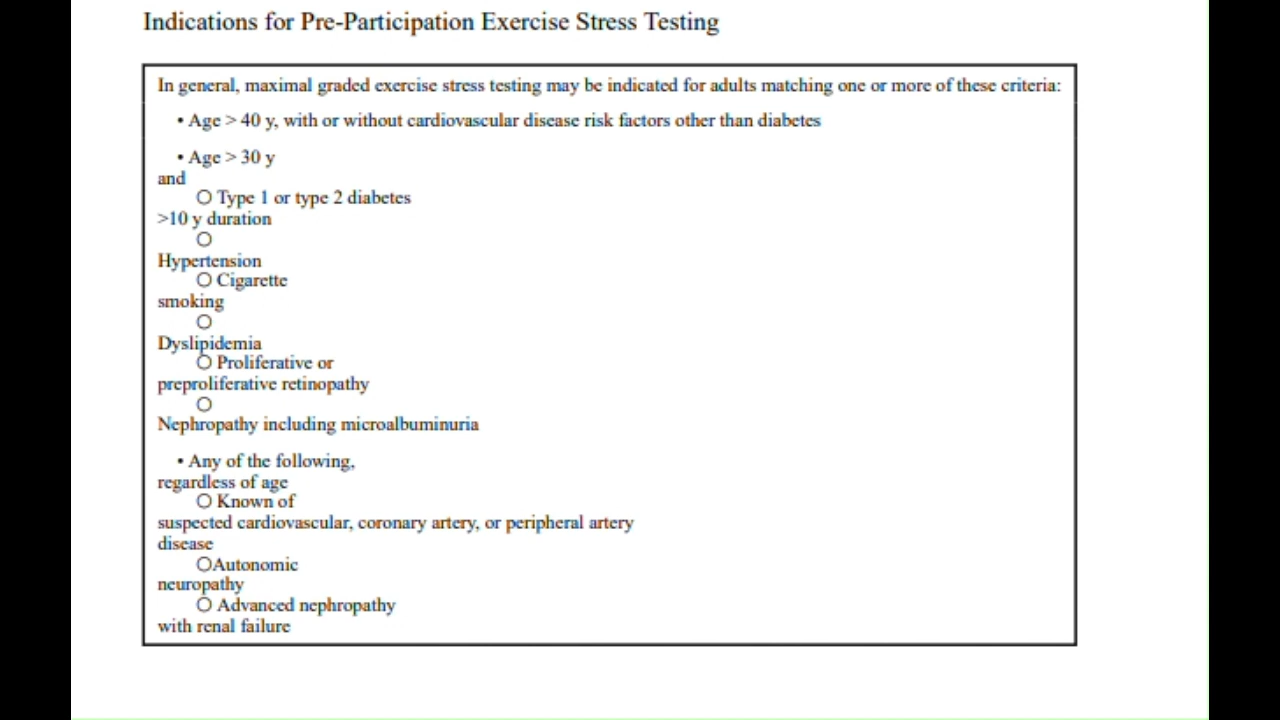 Indications for Pre-Participation Exercise Stress Testing
In general, maximal graded exercise stress testing may be indicated for adults matching one or more of these criteria:
• Age > 40 y, with or without cardiovascular disease risk factors other than diabetes
• Age > 30 y
and
O Type 1 or type 2 diabetes
>10 y duration
O
Hypertension
O Cigarette
smoking
O
Dyslipidemia
O Proliferative or
preproliferative retinopathy
O
Nephropathy including microalbuminuria
• Any of the following,
regardless of age
O Known of
suspected cardiovascular, coronary artery, or peripheral artery
disease
OAutonomic
neuropathy
O Advanced nephropathy
with renal failure